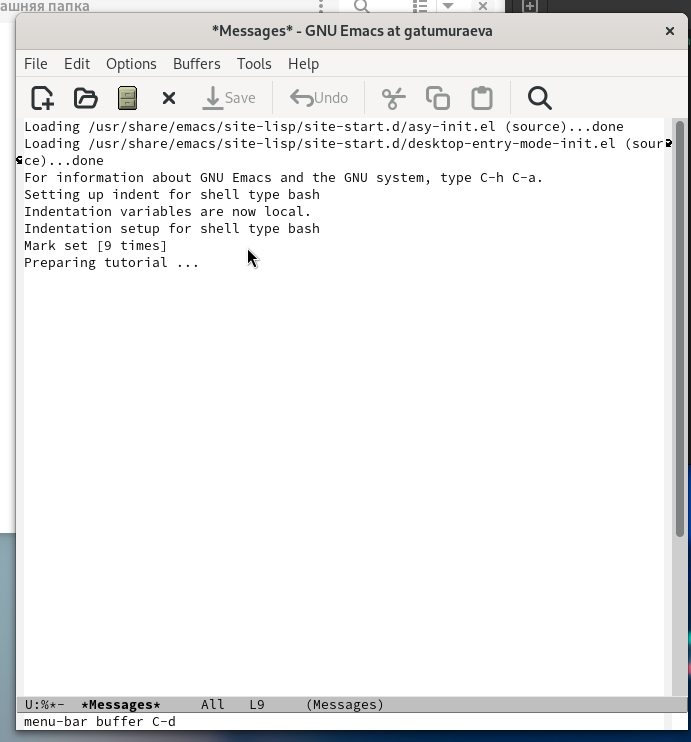 ашняя папка
*Messages* - GNU Emacs at gatumuraeva
File Edit Options Buffers Tools Help
Save Undo
Loading /usr/share/emacs/site-lisp/site-start.d/asy-init.el (source)...done
Loading /usr/share/emacs/site-lisp/site-start.d/desktop-entry-mode-init.el (sour
ce)...done
For information about GNU Emacs and the GNU system, type C-h C-a.
Setting up indent for shell type bash
Indentation variables are now local.
Indentation setup for shell type bash
Mark set [9 times]
Preparing tutorial ...
U:%*-  *Messages*     All   L9     (Messages)
menu-bar buffer C-d